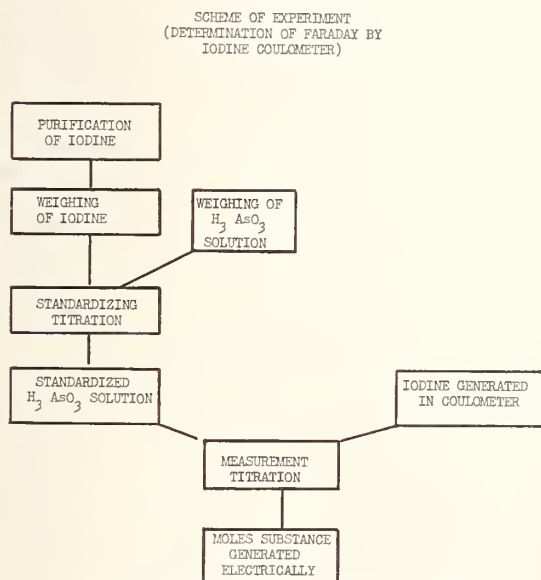 SCHEME OF EXPERIMENT
(DETERMINATION OF FARADAY BY
IODINE COULOMETER)
PURIFICATION
OF IODINE
WEIGHING
OF IODINE
WEIGHING OF
H₃ AsO₃
SOLUTION
STANDARDIZING
TITRATION
STANDARDIZED
H₃ AsO₃ SOLUTION
IODINE GENERATED
IN COULOMETER
MEASUREMENT
TITRATION
MOLES SUBSTANCE
GENERATED
ELECTRICALLY